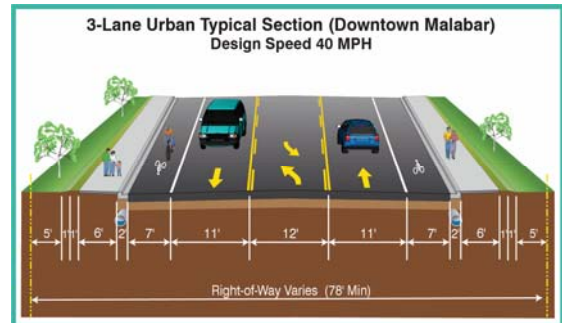 3-Lane Urban Typical Section (Downtown Malabar)
Design Speed 40 MPH
5' 1' 1' 6' 2' 7' 11' 12' 11' 7' 2' 6' 1' 1' 5'
Right-of-Way Varies (78' Min)